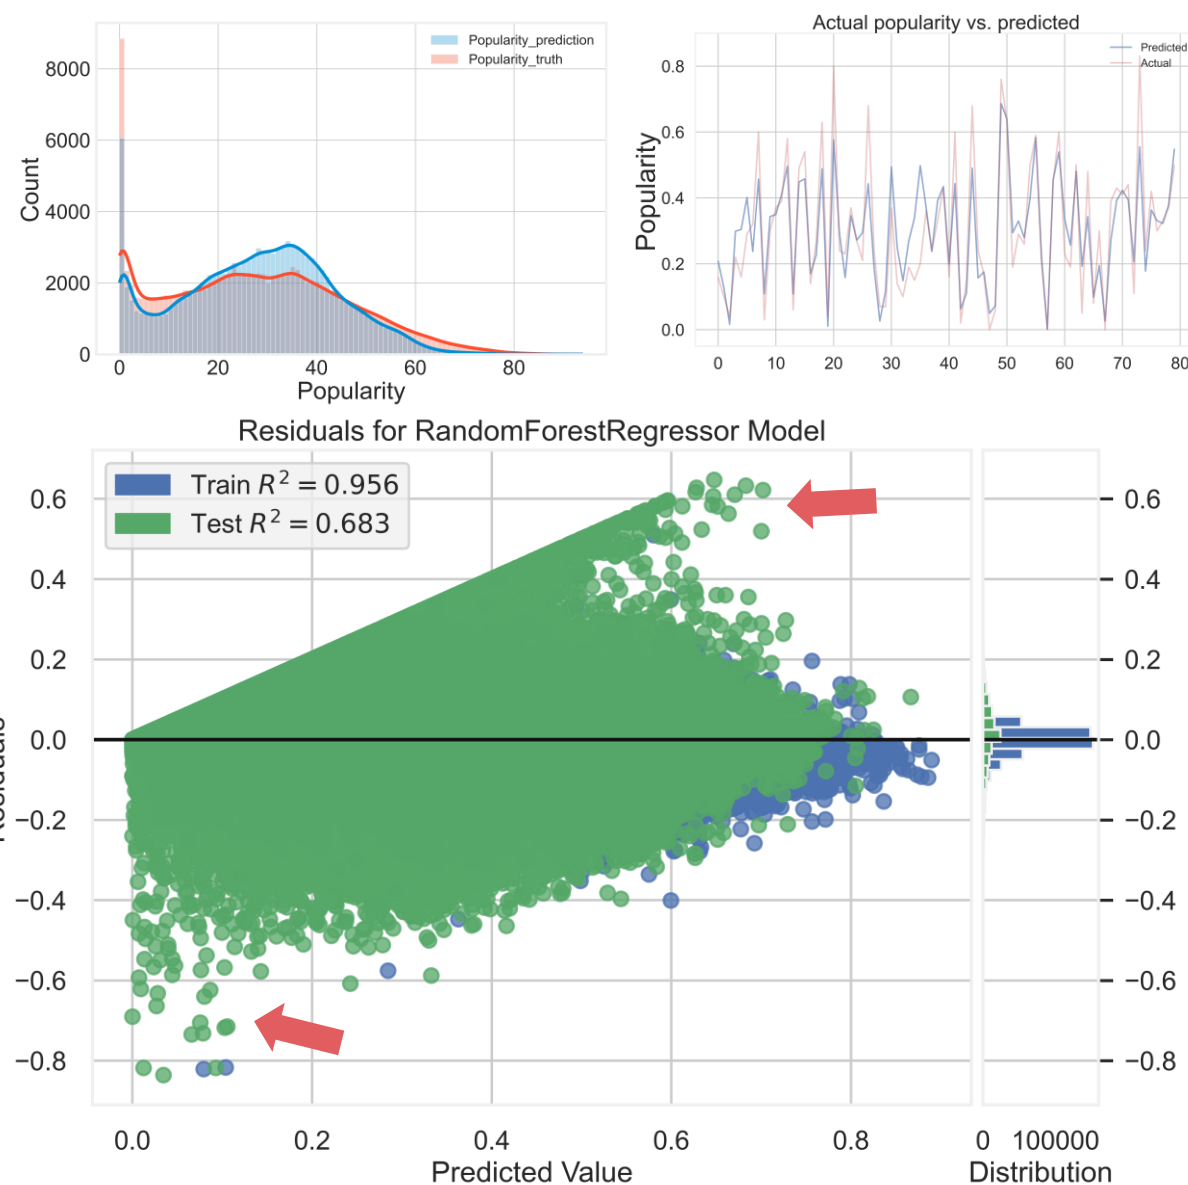 Popularity_prediction
Popularity_truth
8000
6000
4000
2000
0
Count
0 20 40 60 80
Popularity
Actual popularity vs. predicted
Predicted
Actual
0.8
0.6
0.4
0.2
0.0
Popularity
0 10 20 30 40 50 60 70 80
Residuals for RandomForestRegressor Model
Train R² = 0.956
Test R² = 0.683
0.6
0.4
0.2
0.0
−0.2
−0.4
−0.6
−0.8
0.0 0.2 0.4 0.6 0.8
Predicted Value
0.6
0.4
0.2
0.0
−0.2
−0.4
−0.6
−0.8
0 100000
Distribution